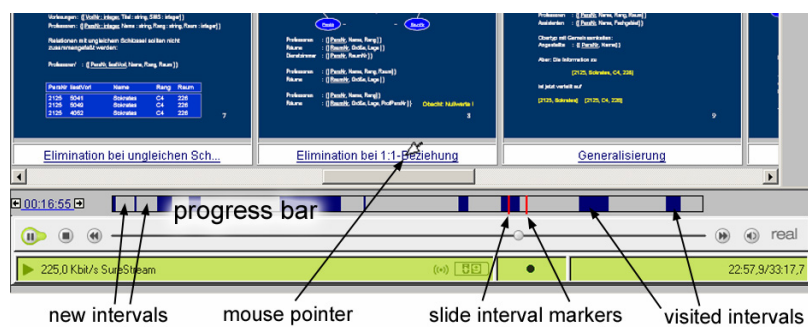 Vorlesungen: {[VorlNr: integer, Titel: string, SWS: integer]}
Professoren: {[PersNr: integer, Name: string, Rang: string, Raum: integer]}
Relationen mit ungleichem Schlüssel sollten nicht
zusammengefaßt werden:
Professoren' : {[PersNr, liestVorl, Name, Rang, Raum]}
PersNr liestVorl Name Rang Raum
2125 5041 Sokrates C4 226
2125 5049 Sokrates C4 226
2125 4052 Sokrates C4 226
7
Professoren : {[PersNr, Name, Rang]}
Räume : {[RaumNr, Größe, Lage]}
Dienstzimmer : {[PersNr, RaumNr]}
Professoren : {[PersNr, Name, Rang, Raum]}
Räume : {[RaumNr, Größe, Lage]}
Professoren : {[PersNr, Name, Rang]}
Räume : {[RaumNr, Größe, Lage, ProfPersNr]} Obacht: Nullwerte !
8
Professoren : {[PersNr, Name, Rang, Raum]}
Assistenten : {[PersNr, Name, Fachgebiet]}
Obertyp mit Gemeinsamkeiten:
Angestellte : {[PersNr, Name]}
Aber: Die Information zu
[2125, Sokrates, C4, 226]
ist jetzt verteilt auf
[2125, Sokrates] [2125, C4, 226]
9
Elimination bei ungleichen Sch...
Elimination bei 1:1-Beziehung
Generalisierung
00:16:55
progress bar
real
225,0 Kbit/s SureStream
22:57,9/33:17,7
new intervals
mouse pointer
slide interval markers
visited intervals